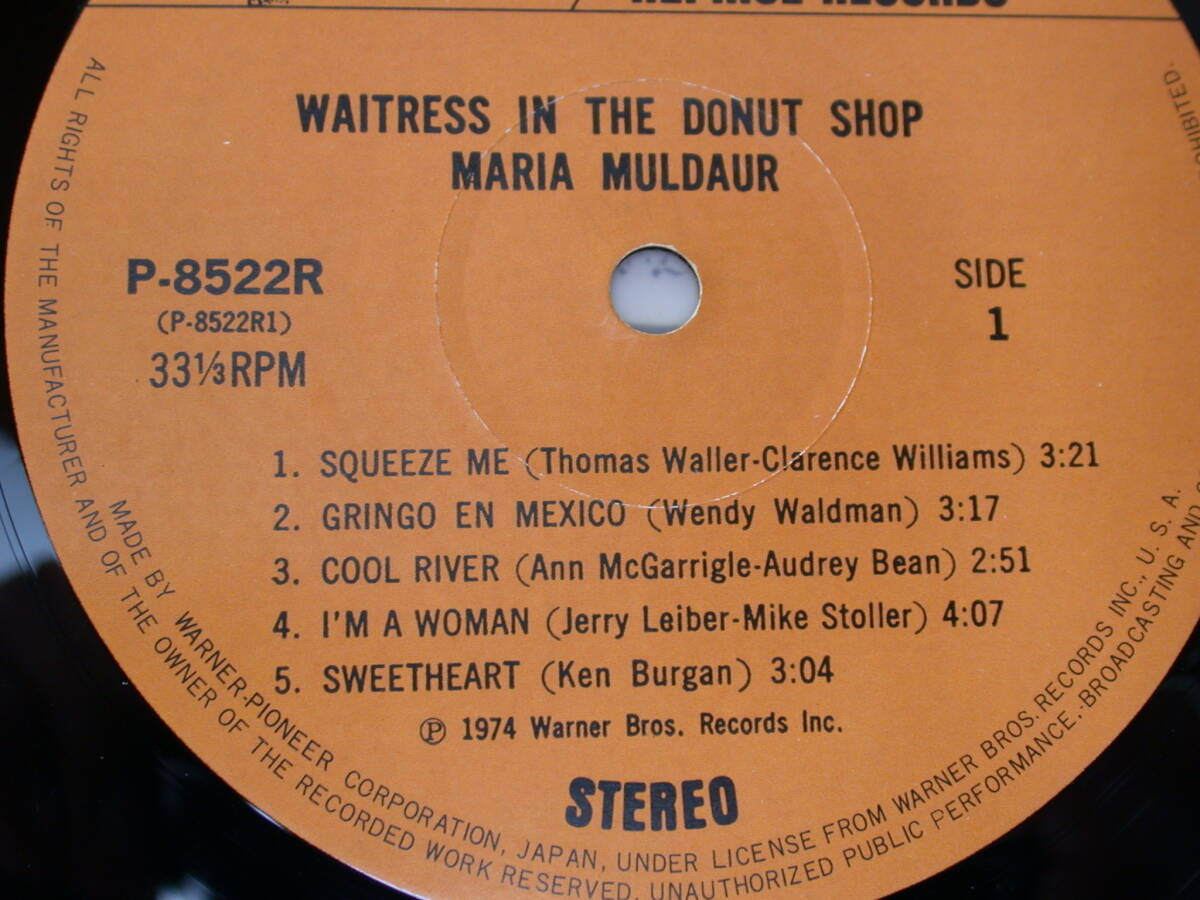 REPRISE RECORDS
WAITRESS IN THE DONUT SHOP
MARIA MULDAUR
P-8522R
(P-8522R1)
33⅓RPM
SIDE
1
1. SQUEEZE ME (Thomas Waller-Clarence Williams) 3:21
2. GRINGO EN MEXICO (Wendy Waldman) 3:17
3. COOL RIVER (Ann McGarrigle-Audrey Bean) 2:51
4. I'M A WOMAN (Jerry Leiber-Mike Stoller) 4:07
5. SWEETHEART (Ken Burgan) 3:04
Ⓟ 1974 Warner Bros. Records Inc.
STEREO
MADE BY WARNER-PIONEER CORPORATION, JAPAN, UNDER LICENSE FROM WARNER BROS. RECORDS INC., U. S. A.
ALL RIGHTS OF THE MANUFACTURER AND OF THE OWNER OF THE RECORDED WORK RESERVED. UNAUTHORIZED PUBLIC PERFORMANCE, BROADCASTING AND